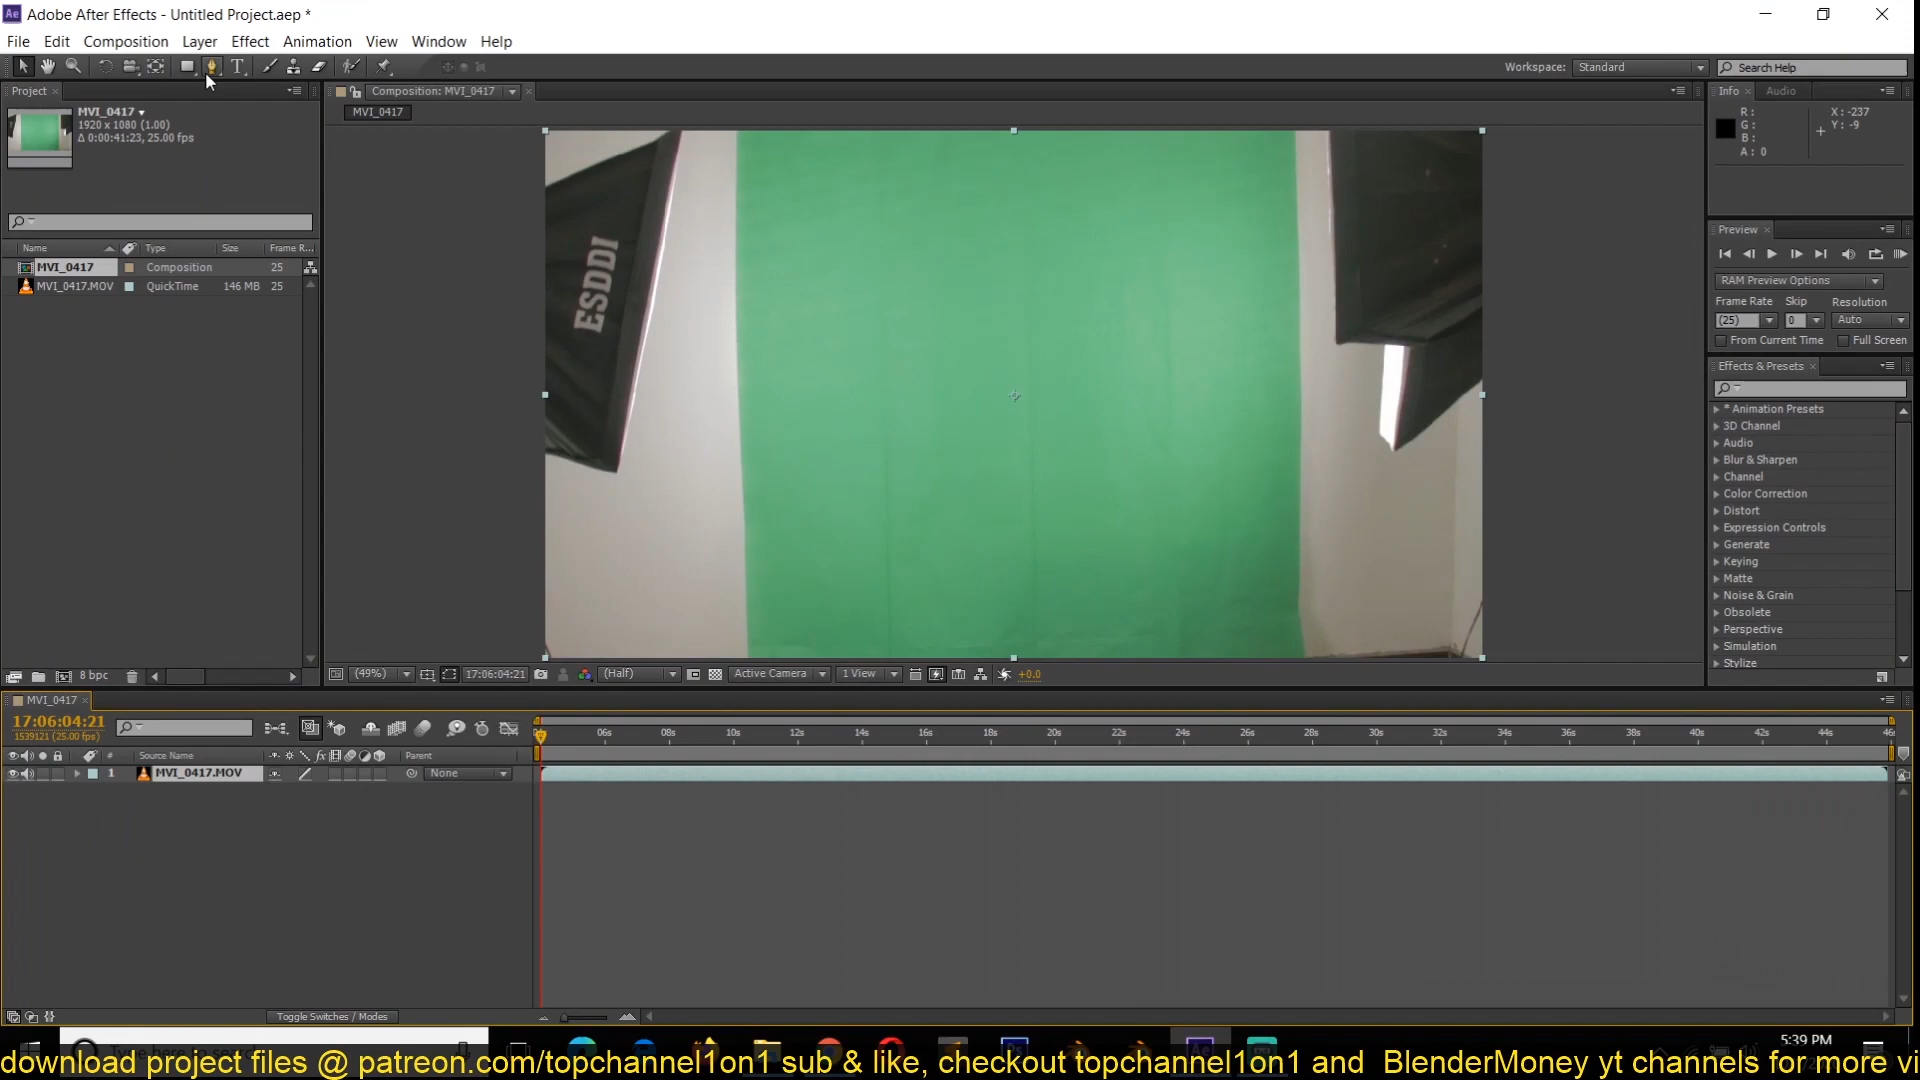 Adobe After Effects - Untitled Project.aep *
File Edit Composition Layer Effect Animation View Window Help
Workspace: Standard Search Help
Project
Composition: MVI_0417
Info Audio
MVI_0417
1920 x 1080 (1.00)
Δ 0:00:41:23, 25.00 fps
MVI_0417
R:
G:
B:
A: 0
X: -237
Y: -9
ESDDI
Preview
RAM Preview Options
Frame Rate Skip Resolution
(25) 0 Auto
From Current Time Full Screen
Name Type Size Frame R...
MVI_0417 Composition 25
MVI_0417.MOV QuickTime 146 MB 25
Effects & Presets
* Animation Presets
3D Channel
Audio
Blur & Sharpen
Channel
Color Correction
Distort
Expression Controls
Generate
Keying
Matte
Noise & Grain
Obsolete
Perspective
Simulation
Stylize
8 bpc
(49%) 17:06:04:21 (Half) Active Camera 1 View +0.0
MVI_0417
17:06:04:21
1539121 (25.00 fps)
06s 08s 10s 12s 14s 16s 18s 20s 22s 24s 26s 28s 30s 32s 34s 36s 38s 40s 42s 44s 46s
# Source Name fx Parent
1 MVI_0417.MOV None
Toggle Switches / Modes
5:39 PM
download project files @ patreon.com/topchannel1on1 sub & like, checkout topchannel1on1 and BlenderMoney yt channels for more vi